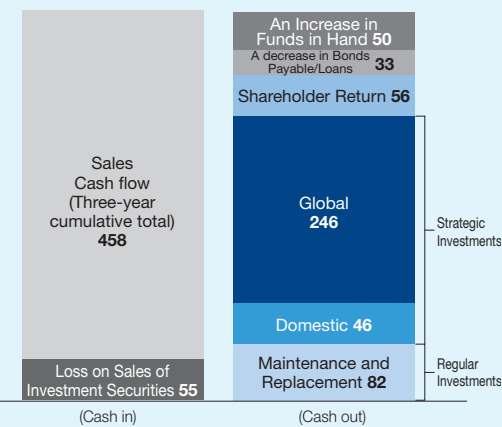 Sales
Cash flow
(Three-year
cumulative total)
458
Loss on Sales of
Investment Securities 55
(Cash in)
An Increase in
Funds in Hand 50
A decrease in Bonds
Payable/Loans 33
Shareholder Return 56
Global
246
Domestic 46
Maintenance and
Replacement 82
(Cash out)
Strategic
Investments
Regular
Investments